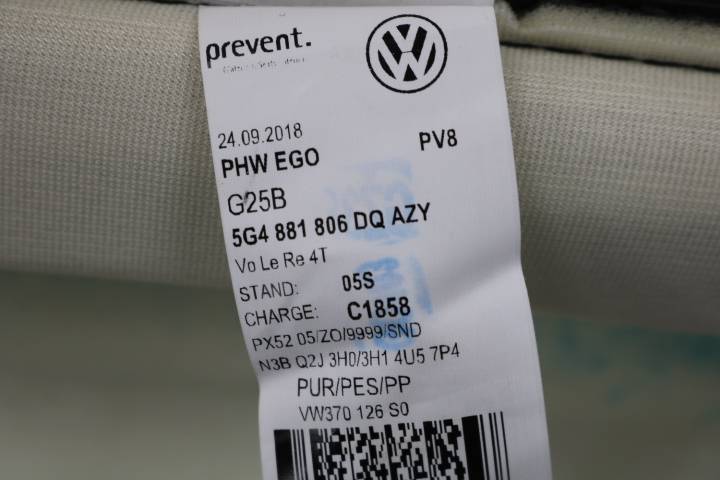 prevent.
24.09.2018
PHW EGO PV8
G25B
5G4 881 806 DQ AZY
Vo Le Re 4T
STAND: 05S
CHARGE: C1858
PX52 05/ZO/9999/SND
N3B Q2J 3H0/3H1 4U5 7P4
PUR/PES/PP
VW370 126 S0